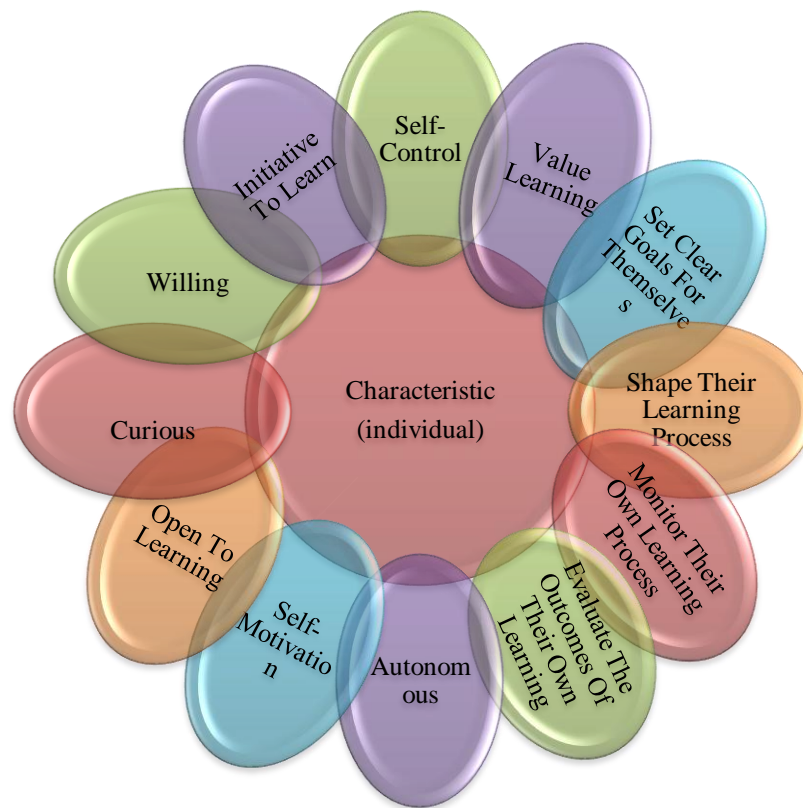 Self-
Control
Value
Learning
Set Clear
Goals For
Themselve
s
Shape Their
Learning
Process
Monitor Their
Own Learning
Process
Evaluate The
Outcomes Of
Their Own
Learning
Autonom
ous
Self-
Motivatio
n
Open To
Learning
Curious
Willing
Initiative
To Learn
Characteristic
(individual)